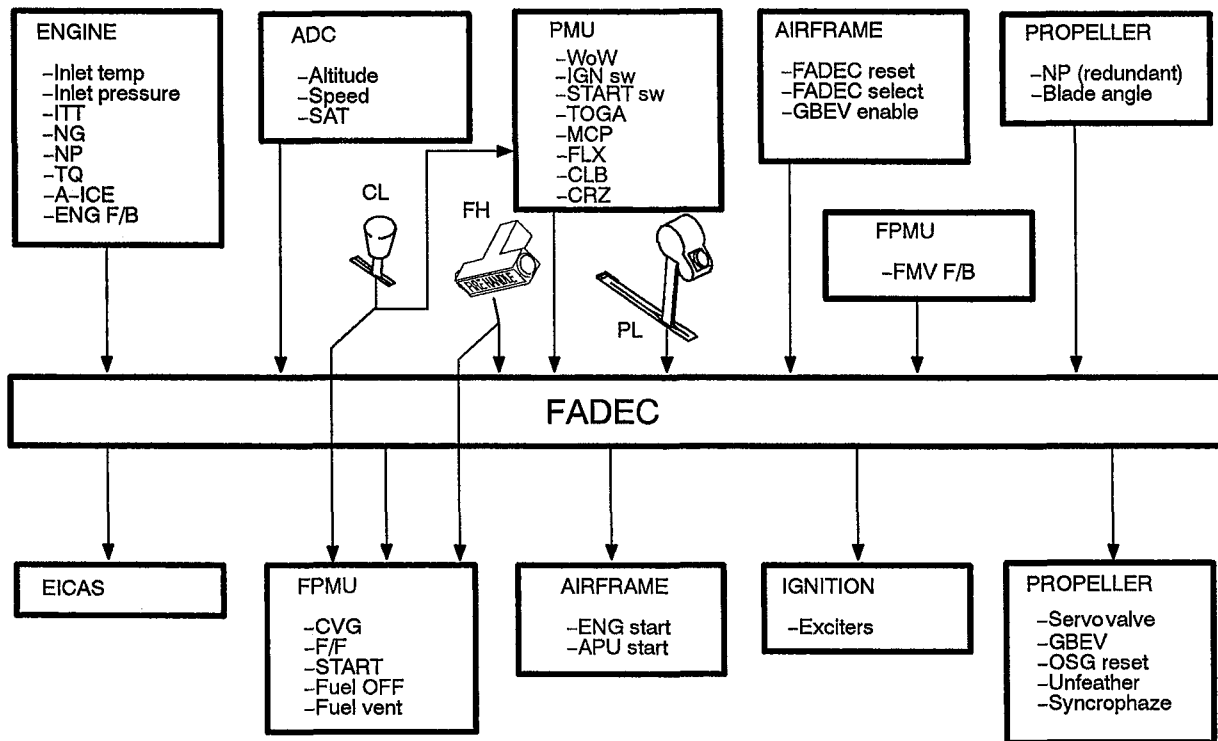 ENGINE
–Inlet temp
–Inlet pressure
–ITT
–NG
–NP
–TQ
–A–ICE
–ENG F/B
ADC
–Altitude
–Speed
–SAT
PMU
–WoW
–IGN sw
–START sw
–TOGA
–MCP
–FLX
–CLB
–CRZ
AIRFRAME
–FADEC reset
–FADEC select
–GBEV enable
PROPELLER
–NP (redundant)
–Blade angle
CL
FH
FIRE HANDLE
PL
FPMU
–FMV F/B
FADEC
EICAS
FPMU
–CVG
–F/F
–START
–Fuel OFF
–Fuel vent
AIRFRAME
–ENG start
–APU start
IGNITION
–Exciters
PROPELLER
–Servovalve
–GBEV
–OSG reset
–Unfeather
–Syncrophaze